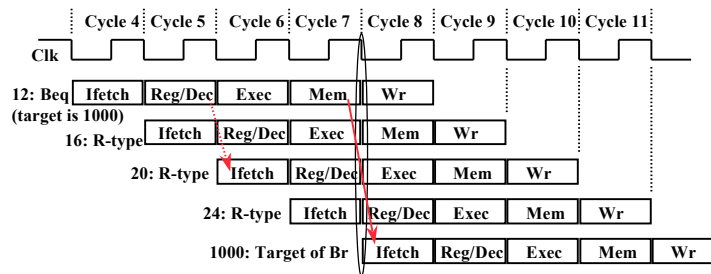 Cycle 4 Cycle 5 Cycle 6 Cycle 7 Cycle 8 Cycle 9 Cycle 10 Cycle 11
Clk
12: Beq Ifetch Reg/Dec Exec Mem Wr
(target is 1000)
16: R-type Ifetch Reg/Dec Exec Mem Wr
20: R-type Ifetch Reg/Dec Exec Mem Wr
24: R-type Ifetch Reg/Dec Exec Mem Wr
1000: Target of Br Ifetch Reg/Dec Exec Mem Wr